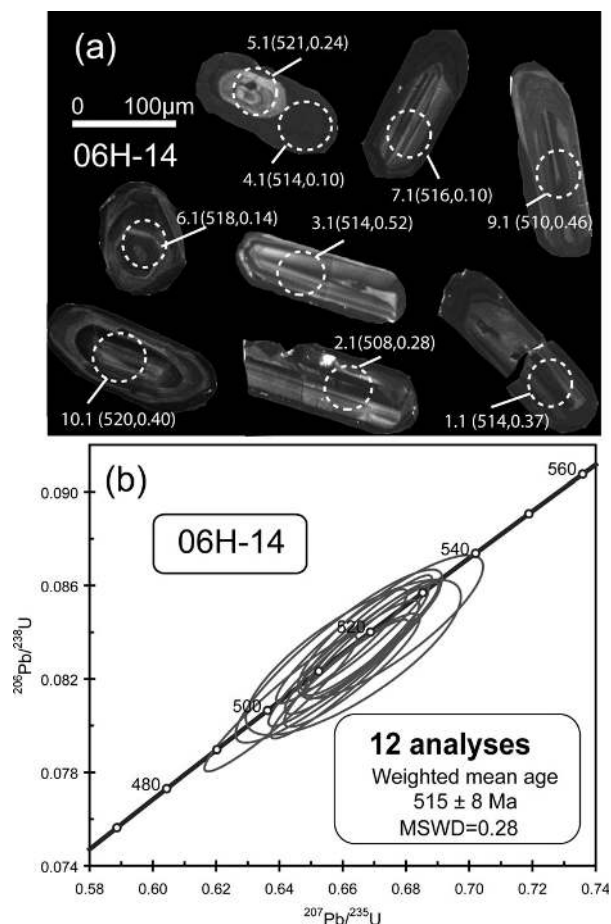 (a)
5.1(521,0.24)
0 100μm
06H-14
4.1(514,0.10)
7.1(516,0.10)
9.1 (510,0.46)
6.1(518,0.14)
3.1(514,0.52)
2.1(508,0.28)
10.1 (520,0.40)
1.1 (514,0.37)
(b)
06H-14
560
540
520
500
480
0.090
0.086
0.082
0.078
0.074
206Pb/238U
12 analyses
Weighted mean age
515 ± 8 Ma
MSWD=0.28
0.58 0.60 0.62 0.64 0.66 0.68 0.70 0.72 0.74
207Pb/235U